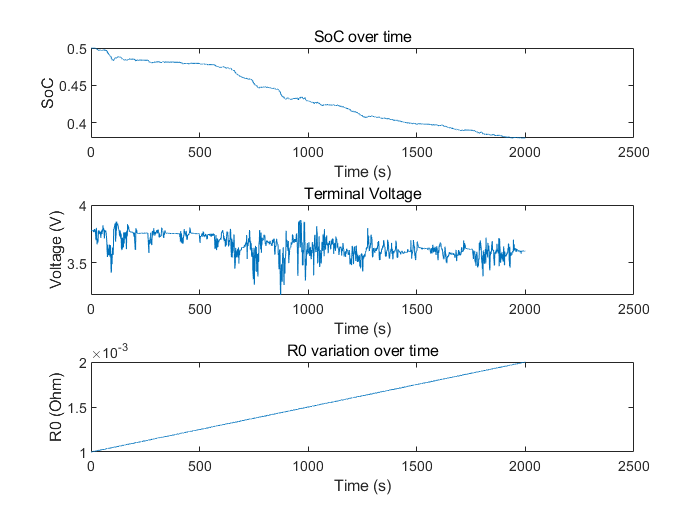 SoC over time
0.5
0.45
0.4
SoC
0 500 1000 1500 2000 2500
Time (s)
Terminal Voltage
4
3.5
Voltage (V)
0 500 1000 1500 2000 2500
Time (s)
×10-3 R0 variation over time
2
1.5
1
R0 (Ohm)
0 500 1000 1500 2000 2500
Time (s)